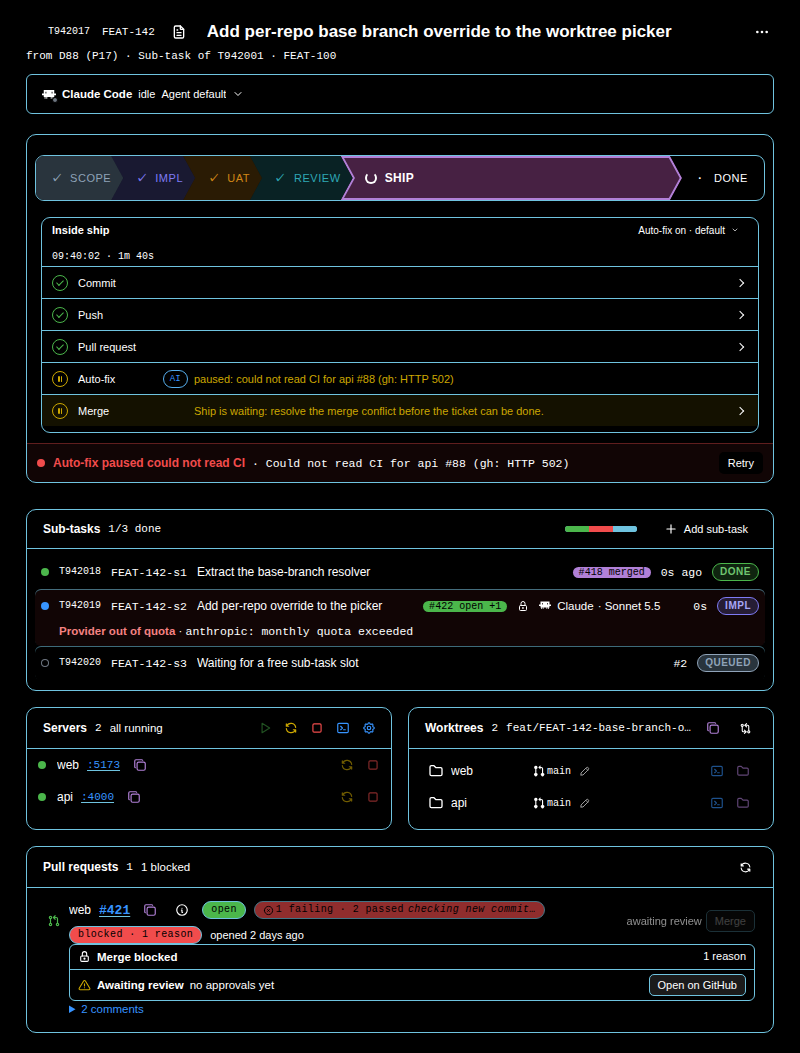 T942017 FEAT-142 Add per-repo base branch override to the worktree picker
from D88 (P17) · Sub-task of T942001 · FEAT-100
Claude Code idle Agent default
SCOPE IMPL UAT REVIEW SHIP · DONE
Inside ship Auto-fix on · default
09:40:02 · 1m 40s
Commit
Push
Pull request
Auto-fix AI paused: could not read CI for api #88 (gh: HTTP 502)
Merge Ship is waiting: resolve the merge conflict before the ticket can be done.
Auto-fix paused could not read CI · Could not read CI for api #88 (gh: HTTP 502) Retry
Sub-tasks 1/3 done Add sub-task
T942018 FEAT-142-s1 Extract the base-branch resolver #418 merged 0s ago DONE
T942019 FEAT-142-s2 Add per-repo override to the picker #422 open +1 Claude · Sonnet 5.5 0s IMPL
Provider out of quota · anthropic: monthly quota exceeded
T942020 FEAT-142-s3 Waiting for a free sub-task slot #2 QUEUED
Servers 2 all running
web :5173
api :4000
Worktrees 2 feat/FEAT-142-base-branch-o…
web main
api main
Pull requests 1 1 blocked
web #421 open 1 failing · 2 passed checking new commit…
blocked · 1 reason opened 2 days ago
awaiting review Merge
Merge blocked 1 reason
Awaiting review no approvals yet Open on GitHub
2 comments